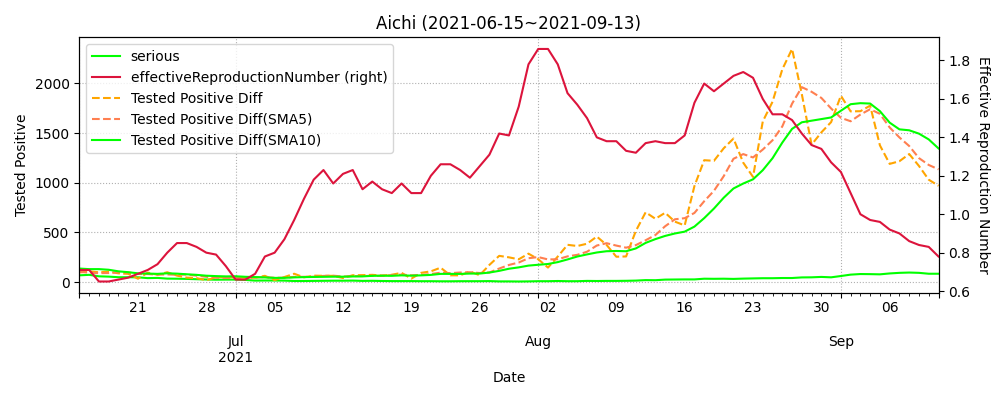 Aichi (2021-06-15~2021-09-13)
serious
effectiveReproductionNumber (right)
Tested Positive Diff
Tested Positive Diff(SMA5)
Tested Positive Diff(SMA10)
Tested Positive
2000
1500
1000
500
0
Effective Reproduction Number
1.8
1.6
1.4
1.2
1.0
0.8
0.6
21 28 05 12 19 26 02 09 16 23 30 06
Jul Aug Sep
2021
Date